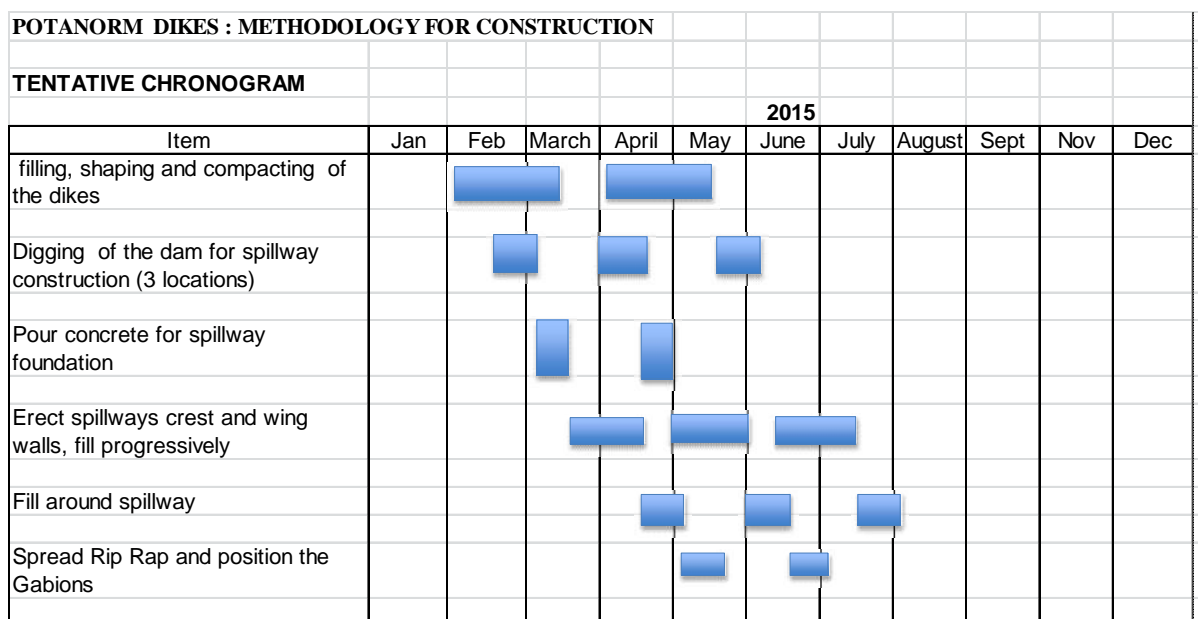 POTANORM DIKES : METHODOLOGY FOR CONSTRUCTION
TENTATIVE CHRONOGRAM
2015
Item Jan Feb March April May June July August Sept Nov Dec
filling, shaping and compacting of
the dikes
Digging of the dam for spillway
construction (3 locations)
Pour concrete for spillway
foundation
Erect spillways crest and wing
walls, fill progressively
Fill around spillway
Spread Rip Rap and position the
Gabions